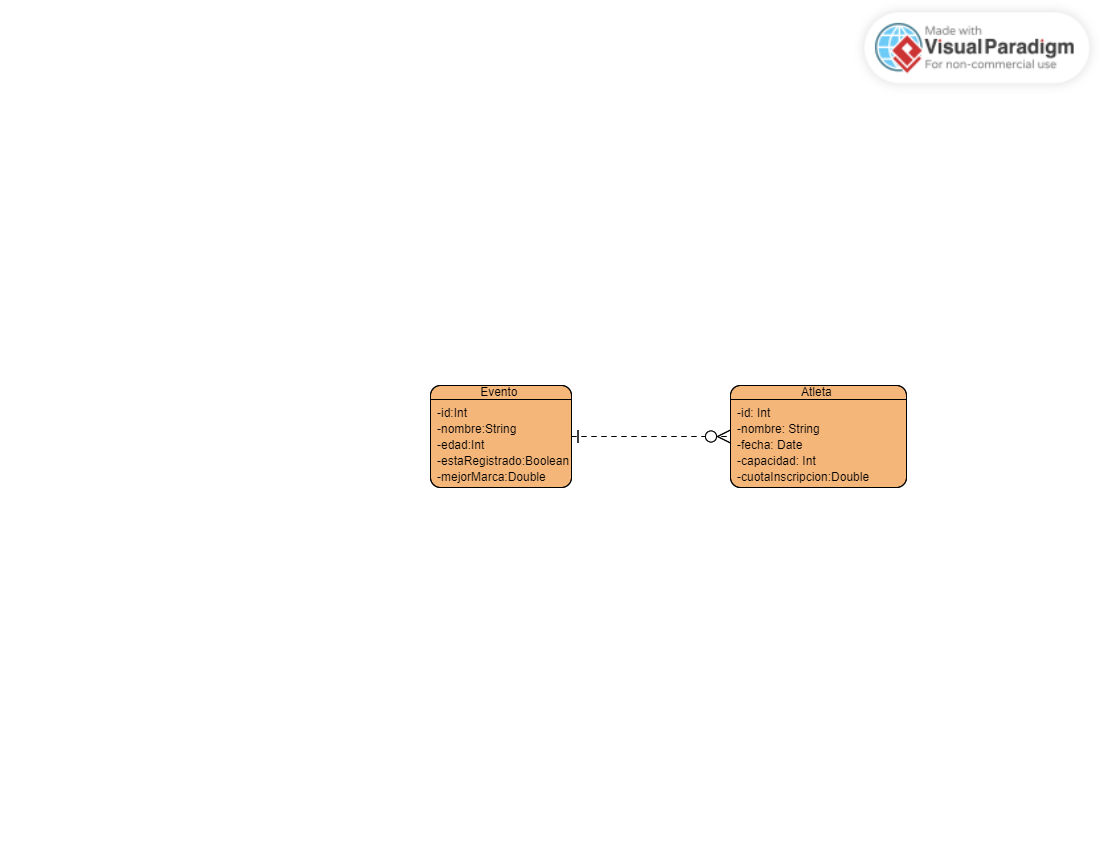 Made with
Visual Paradigm
For non-commercial use
Evento
-id:Int
-nombre:String
-edad:Int
-estaRegistrado:Boolean
-mejorMarca:Double
Atleta
-id: Int
-nombre: String
-fecha: Date
-capacidad: Int
-cuotaInscripcion:Double